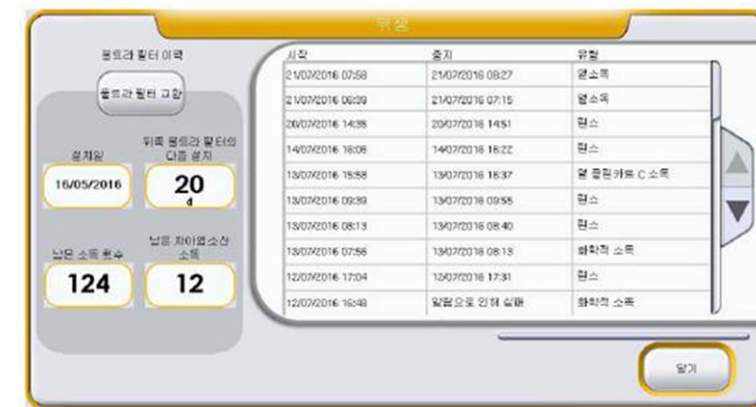 위생
울트라 필터 이력
울트라 필터 교환
설치일
뒤쪽 울트라 필터의
다음 설치
16/05/2016
20
d
남은 소독 횟수
남은 차아염소산
소독
124
12
시작 중지 유형
21/07/2016 07:58 21/07/2016 08:27 열소독
21/07/2016 06:39 21/07/2016 07:15 열소독
20/07/2016 14:35 20/07/2016 14:51 린스
14/07/2016 16:06 14/07/2016 16:22 린스
13/07/2016 15:58 13/07/2016 16:37 열 클린카트 C 소독
13/07/2016 09:39 13/07/2016 09:55 린스
13/07/2016 08:13 13/07/2016 08:40 린스
13/07/2016 07:56 13/07/2016 08:13 화학적 소독
12/07/2016 17:04 12/07/2016 17:31 린스
12/07/2016 16:48 알람으로 인해 실패 화학적 소독
닫기